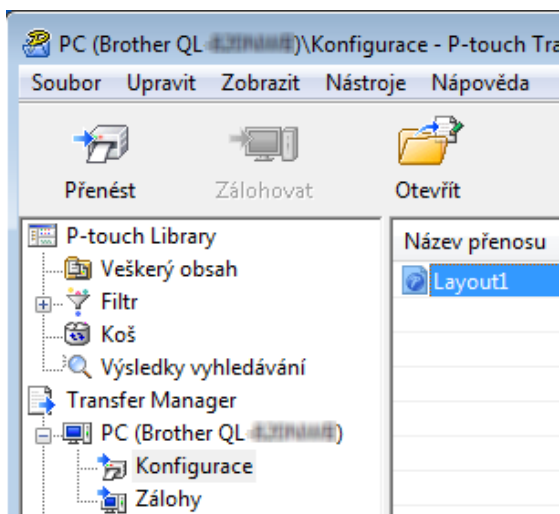 PC (Brother QL )\Konfigurace - P-touch Tra
Soubor Upravit Zobrazit Nástroje Nápověda
Přenést Zálohovat Otevřít
P-touch Library
Název přenosu
Veškerý obsah
Layout1
Filtr
Koš
Výsledky vyhledávání
Transfer Manager
PC (Brother QL )
Konfigurace
Zálohy